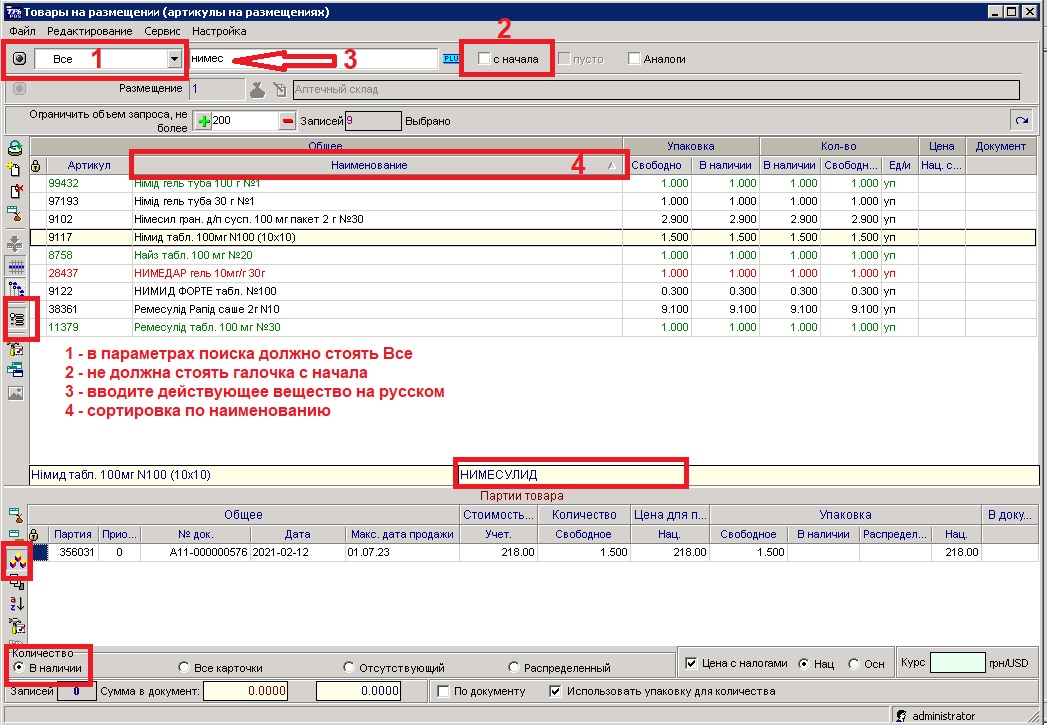 Товары на размещении (артикулы на размещениях)
Файл Редактирование Сервис Настройка
2
Все 1 нимес 3 PLU с начала пусто Аналоги
Размещение 1 Аптечный склад
Ограничить объем запроса, не более 200 Записей 9 Выбрано
Общее Упаковка Кол-во Цена Документ
Артикул Наименование 4 Свободно В наличии В наличии Свободн... Ед/и Нац. с...
99432 Німід гель туба 100 г №1 1.000 1.000 1.000 1.000 уп
97193 Німід гель туба 30 г №1 1.000 1.000 1.000 1.000 уп
9102 Німесил гран. д/п сусп. 100 мг пакет 2 г №30 2.900 2.900 2.900 2.900 уп
9117 Німид табл. 100мг N100 (10x10) 1.500 1.500 1.500 1.500 уп
8758 Найз табл. 100 мг №20 1.000 1.000 1.000 1.000 уп
28437 НИМЕДАР гель 10мг/г 30г 1.000 1.000 1.000 1.000 уп
9122 НИМИД ФОРТЕ табл. №100 0.300 0.300 0.300 0.300 уп
38361 Ремесулід Рапід саше 2г N10 9.100 9.100 9.100 9.100 уп
11379 Ремесулід табл. 100 мг №30 1.000 1.000 1.000 1.000 уп
1 - в параметрах поиска должно стоять Все
2 - не должна стоять галочка с начала
3 - вводите действующее вещество на русском
4 - сортировка по наименованию
Німид табл. 100мг N100 (10x10) НИМЕСУЛИД
Партии товара
Общее Стоимость... Количество Цена для п... Упаковка В доку...
Партия Прио... № док. Дата Макс. дата продажи Учет. Свободное Нац. Свободное В наличии Распредел... Нац.
356031 0 А11-000000576 2021-02-12 01.07.23 218.00 1.500 218.00 1.500 218.00
Количество
В наличии Все карточки Отсутствующий Распределенный Цена с налогами Нац Осн Курс грн/USD
Записей 0 Сумма в документ: 0.0000 0.0000 По документу Использовать упаковку для количества
administrator